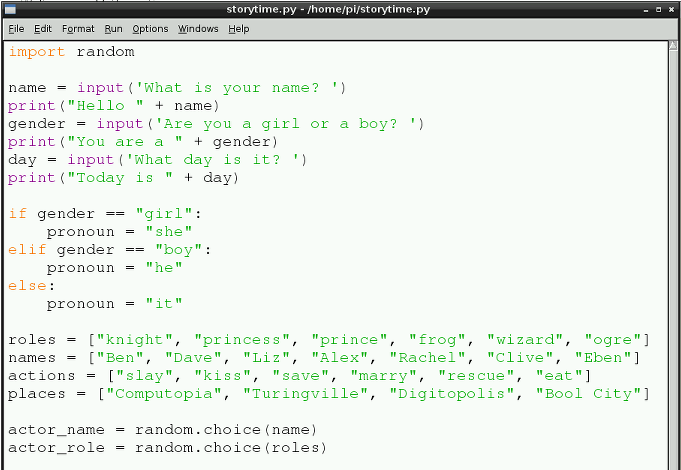 storytime.py - /home/pi/storytime.py
File Edit Format Run Options Windows Help
import random
name = input('What is your name? ')
print("Hello " + name)
gender = input('Are you a girl or a boy? ')
print("You are a " + gender)
day = input('What day is it? ')
print("Today is " + day)
if gender == "girl":
    pronoun = "she"
elif gender == "boy":
    pronoun = "he"
else:
    pronoun = "it"
roles = ["knight", "princess", "prince", "frog", "wizard", "ogre"]
names = ["Ben", "Dave", "Liz", "Alex", "Rachel", "Clive", "Eben"]
actions = ["slay", "kiss", "save", "marry", "rescue", "eat"]
places = ["Computopia", "Turingville", "Digitopolis", "Bool City"]
actor_name = random.choice(name)
actor_role = random.choice(roles)